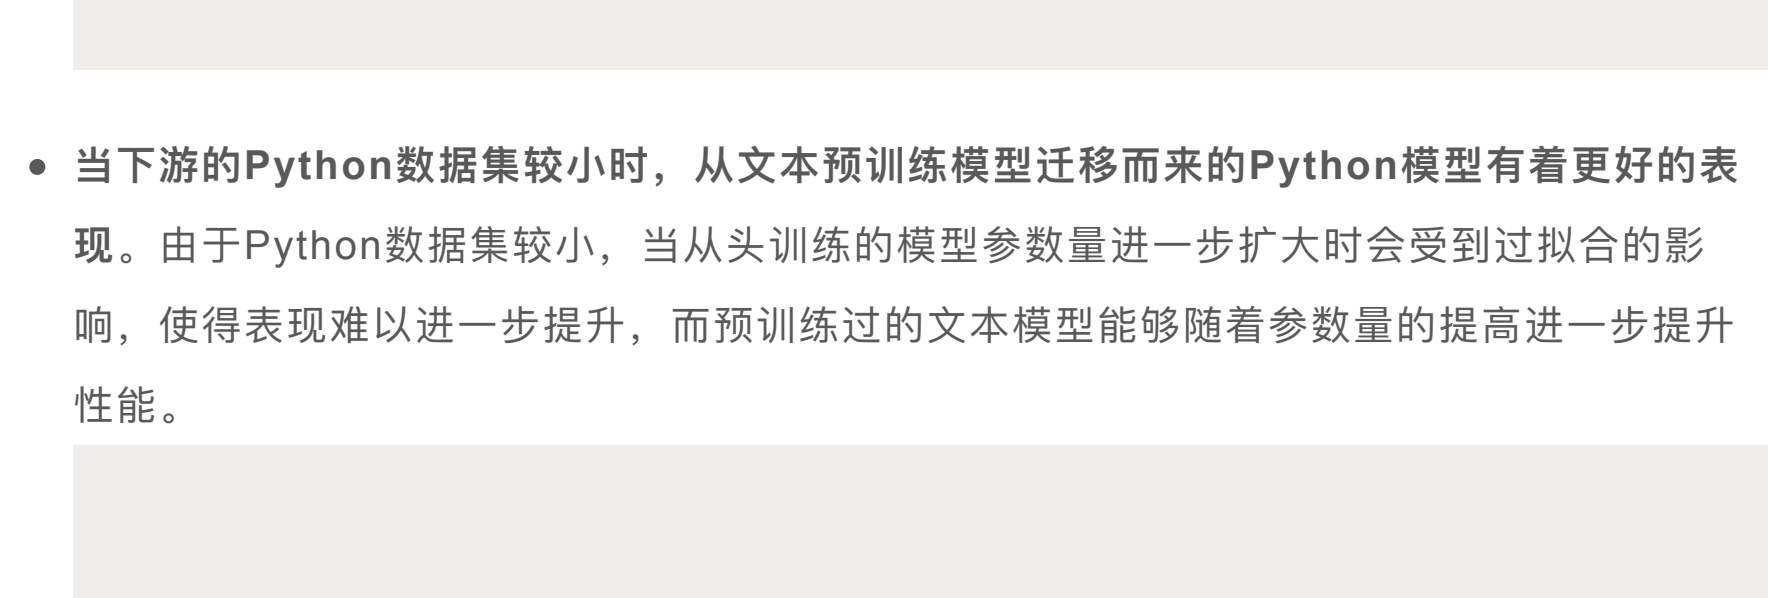 当下游的Python数据集较小时，从文本预训练模型迁移而来的Python模型有着更好的表
现。由于Python数据集较小，当从头训练的模型参数量进一步扩大时会受到过拟合的影
响，使得表现难以进一步提升，而预训练过的文本模型能够随着参数量的提高进一步提升
性能。